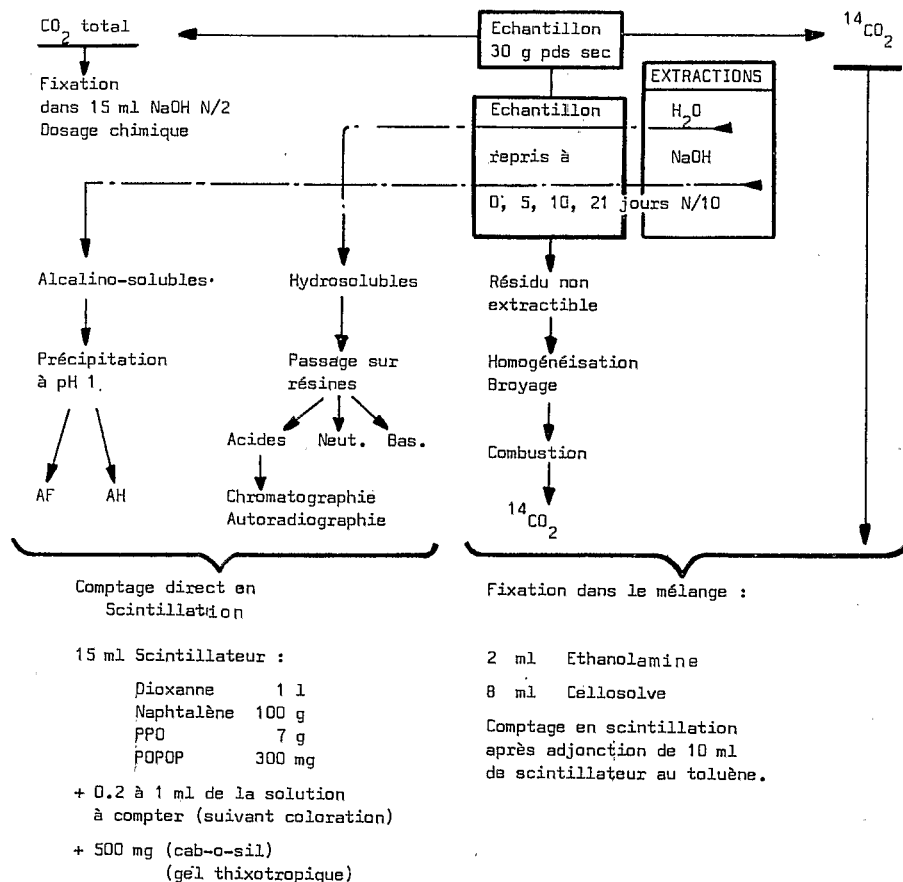 CO2 total
Echantillon
30 g pds sec
14CO2
Fixation
dans 15 ml NaOH N/2
Dosage chimique
EXTRACTIONS
Echantillon
repris à
0, 5, 10, 21 jours N/10
H2O
NaOH
Alcalino-solubles
Hydrosolubles
Résidu non
extractible
Précipitation
à pH 1.
Passage sur
résines
Homogénéisation
Broyage
Acides Neut. Bas.
Combustion
AF AH
Chromatographie
Autoradiographie
14CO2
Comptage direct en
Scintillation
15 ml Scintillateur :
Dioxanne 1 l
Naphtalène 100 g
PPO 7 g
POPOP 300 mg
+ 0.2 à 1 ml de la solution
à compter (suivant coloration)
+ 500 mg (cab-o-sil)
(gel thixotropique)
Fixation dans le mélange :
2 ml Ethanolamine
8 ml Cellosolve
Comptage en scintillation
après adjonction de 10 ml
de scintillateur au toluène.